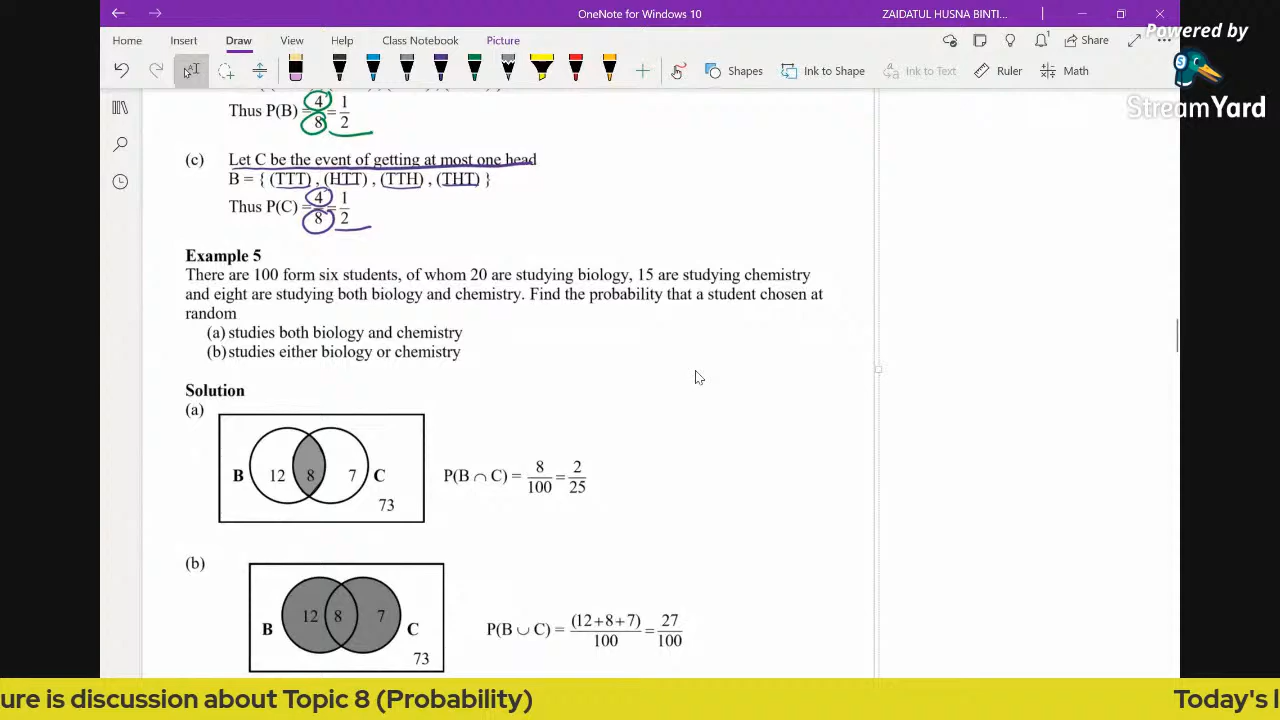 OneNote for Windows 10
ZAIDATUL HUSNA BINTI...
Powered by
StreamYard
Home Insert Draw View Help Class Notebook Picture
Share
Shapes Ink to Shape Ink to Text Ruler Math
Thus P(B) = 4/8 = 1/2
(c) Let C be the event of getting at most one head
B = { (TTT) , (HTT) , (TTH) , (THT) }
Thus P(C) = 4/8 = 1/2
Example 5
There are 100 form six students, of whom 20 are studying biology, 15 are studying chemistry
and eight are studying both biology and chemistry. Find the probability that a student chosen at
random
(a) studies both biology and chemistry
(b) studies either biology or chemistry
Solution
(a)
B 12 8 7 C
73
P(B ∩ C) = 8/100 = 2/25
(b)
B 12 8 7 C
73
P(B ∪ C) = (12+8+7)/100 = 27/100
ure is discussion about Topic 8 (Probability)
Today's l